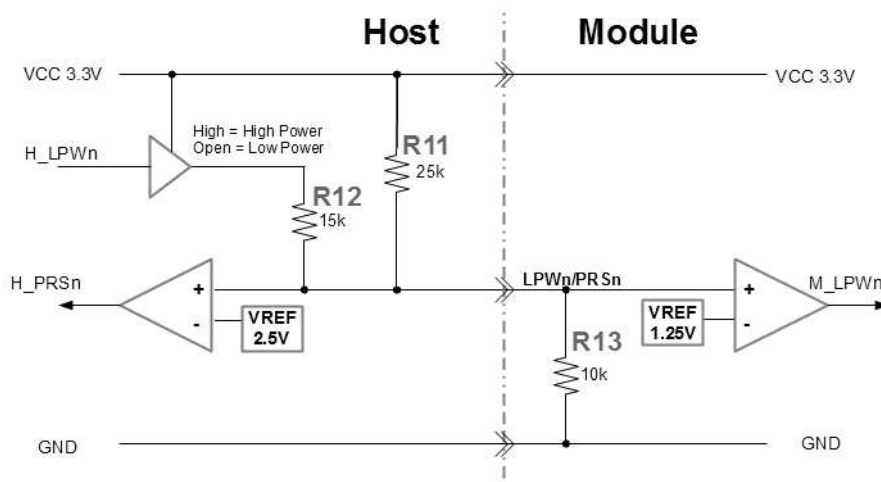 Host
Module
VCC 3.3V
VCC 3.3V
High = High Power
Open = Low Power
H_LPWn
R11
25k
R12
15k
H_PRSn
LPWn/PRSn
M_LPWn
+
-
VREF
2.5V
VREF
1.25V
+
-
R13
10k
GND
GND